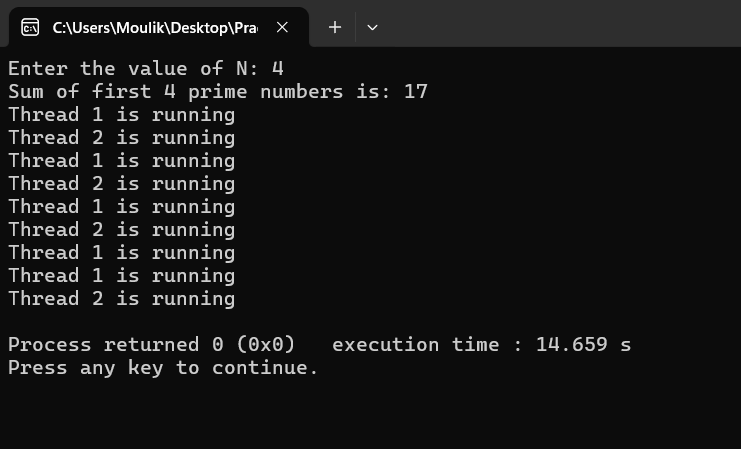 C:\Users\Moulik\Desktop\Pra
Enter the value of N: 4
Sum of first 4 prime numbers is: 17
Thread 1 is running
Thread 2 is running
Thread 1 is running
Thread 2 is running
Thread 1 is running
Thread 2 is running
Thread 1 is running
Thread 1 is running
Thread 2 is running
Process returned 0 (0x0)   execution time : 14.659 s
Press any key to continue.